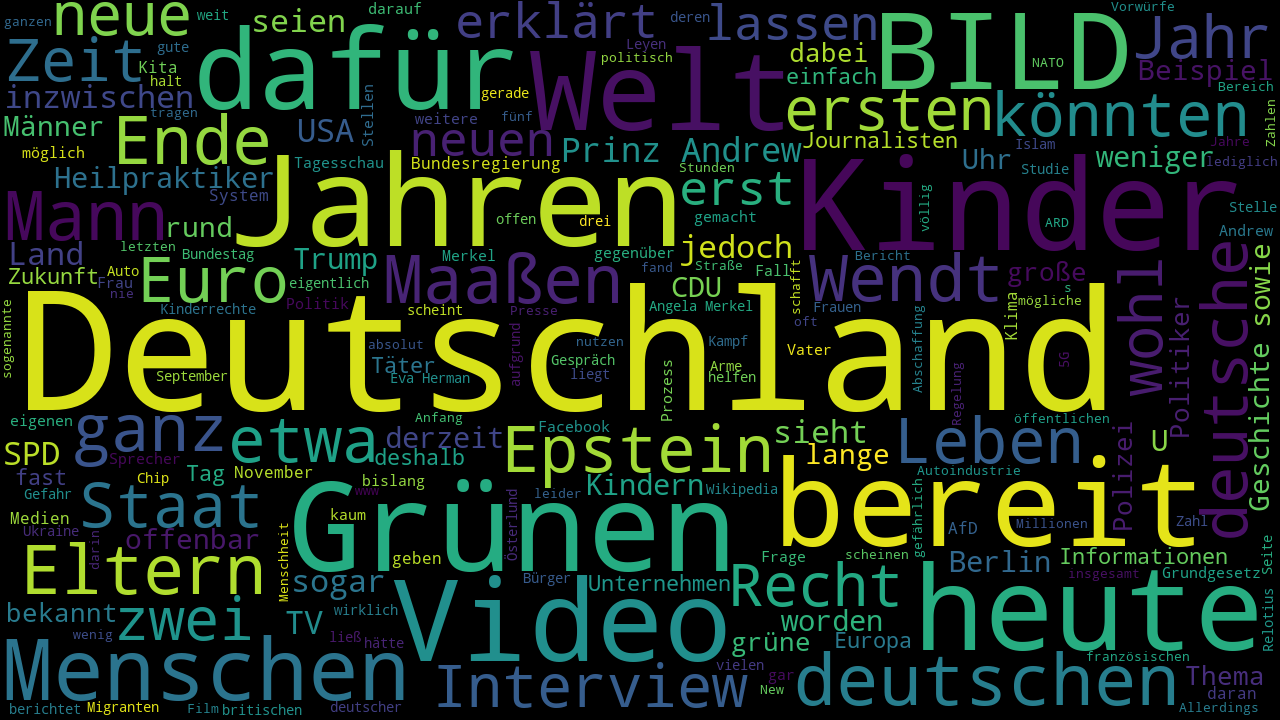 ganzen
neue
weit
seien
darauf
erklärt
lassen
deren
BILD
Vorwürfe
Jahr
Zeit
gute
Kita
halt
dafür
Welt
Leyen
politisch
dabei
einfach
NATO
Beispiel
Bereich
inzwischen
tragen
Stellen
gerade
fünf
ersten
könnten
Zahlen
Männer
Ende
USA
weitere
neuen
Prinz Andrew
Journalisten
Islam
Jahre
möglich
Tagesschau
Bundesregierung
Stunden
Uhr
Studie
weniger
lediglich
Heilpraktiker
System
Jahren
erst
Kinder
völlig
Mann
rund
offen
drei
gemacht
ARD
Stelle
Andrew
Land
letzten
Bundestag
Trump
Merkel
gegenüber
jedoch
Bericht
wohl
deutsche
sowie
Zukunft
Auto
Frau
nie
Euro
eigentlich
Maaßen
fand
Straße
Fall
CDU
schafft
Wendt
große
s
mögliche
Kinderrechte
Politik
scheint
Presse
Angela Merkel
Frauen
oft
Klima
Politiker
sogenannte
Deutschland
absolut
aufgrund
nutzen
Kampf
Vater
Abschaffung
5G
September
Täter
Eva Herman
Gespräch
liegt
Prozess
Arme
helfen
Regelung
Geschichte
eigenen
ganz
etwa
Anfang
derzeit
deshalb
Facebook
Epstein
sieht
lange
Leben
öffentlichen
U
SPD
Sprecher
fast
Chip
Tag
November
bislang
Kindern
Wikipedia
Autoindustrie
bereit
Polizei
Gefahr
Staat
www
leider
Österlund
gefährlich
AfD
Millionen
Zahl
Medien
Ukraine
darin
offenbar
Menschheit
kaum
Grünen
Frage
scheinen
Berlin
Informationen
Seite
Eltern
sogar
geben
Bürger
Unternehmen
Recht
heute
insgesamt
Grundgesetz
bekannt
wenig
zwei
TV
wirklich
ließ
hätte
Video
grüne
worden
Europa
Relotius
Menschen
Interview
vielen
gar
New
deutschen
französischen
Thema
daran
berichtet
Migranten
Film
britischen
deutscher
Allerdings